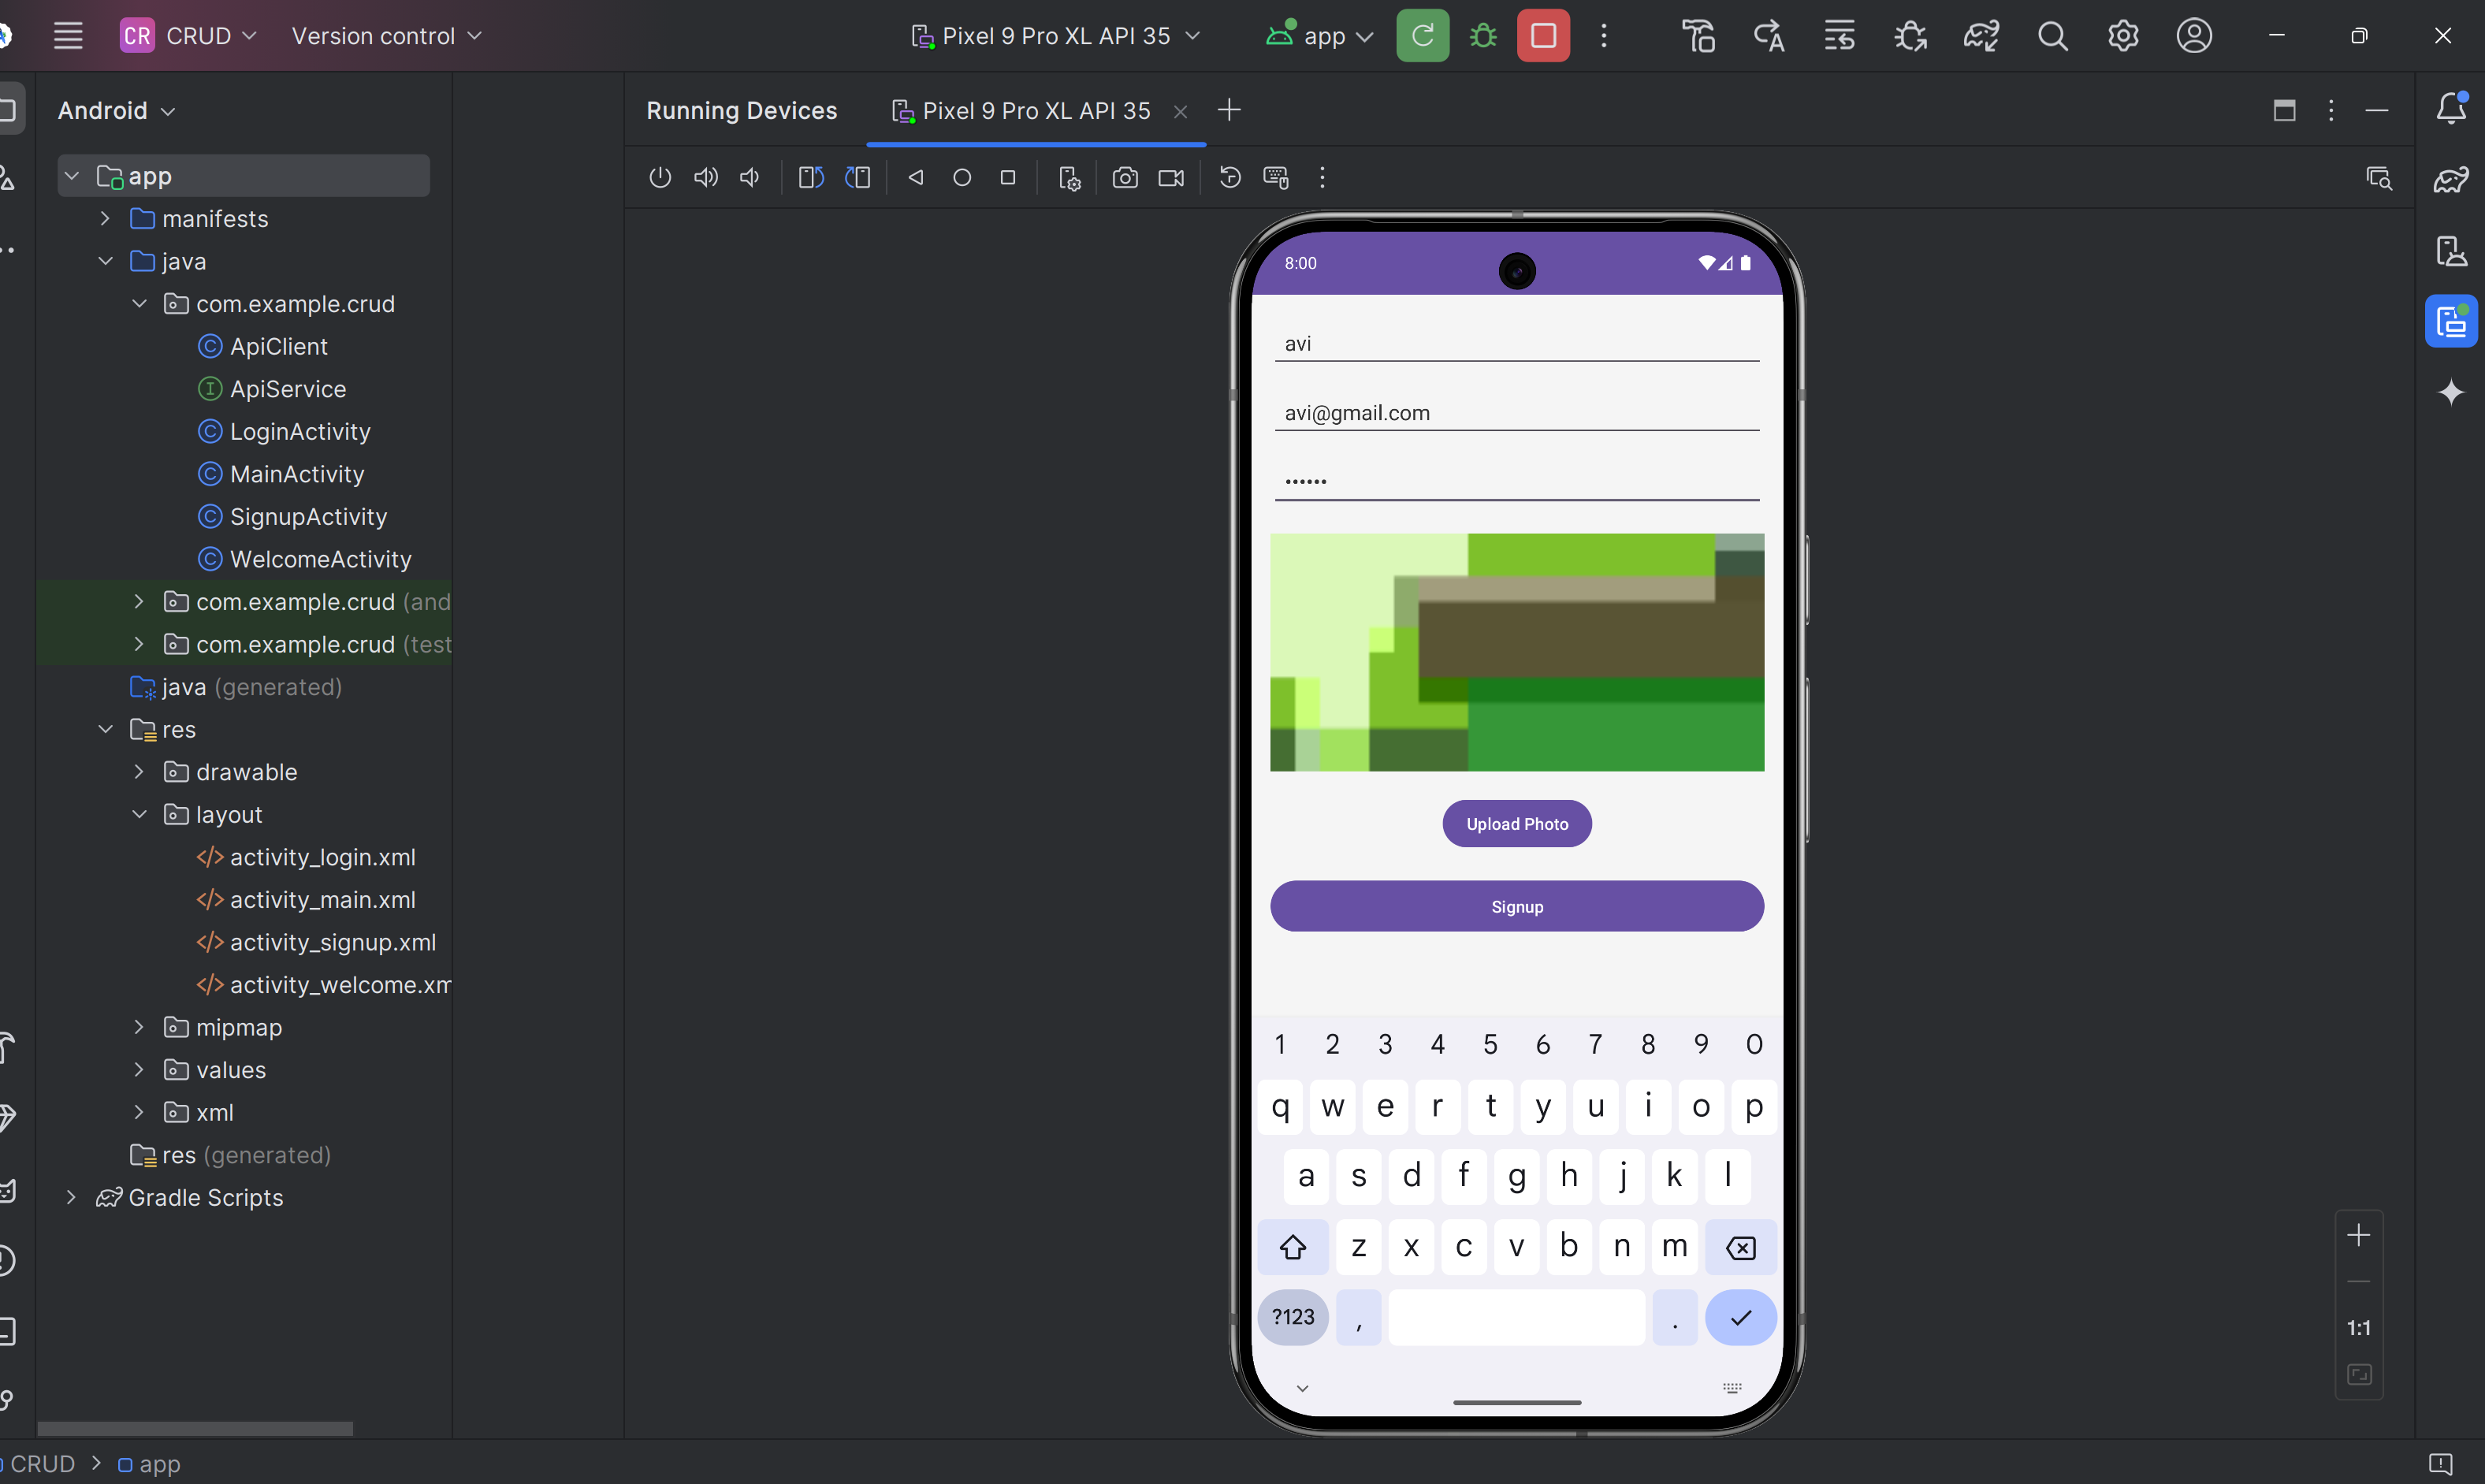 CR CRUD Version control Pixel 9 Pro XL API 35 app
Android
Running Devices Pixel 9 Pro XL API 35
app
manifests
java
com.example.crud
ApiClient
ApiService
LoginActivity
MainActivity
SignupActivity
WelcomeActivity
com.example.crud (and
com.example.crud (test
java (generated)
res
drawable
layout
activity_login.xml
activity_main.xml
activity_signup.xml
activity_welcome.xm
mipmap
values
xml
res (generated)
Gradle Scripts
8:00
avi
avi@gmail.com
••••••
Upload Photo
Signup
1 2 3 4 5 6 7 8 9 0
q w e r t y u i o p
a s d f g h j k l
z x c v b n m
?123 , .
1:1
CRUD > app